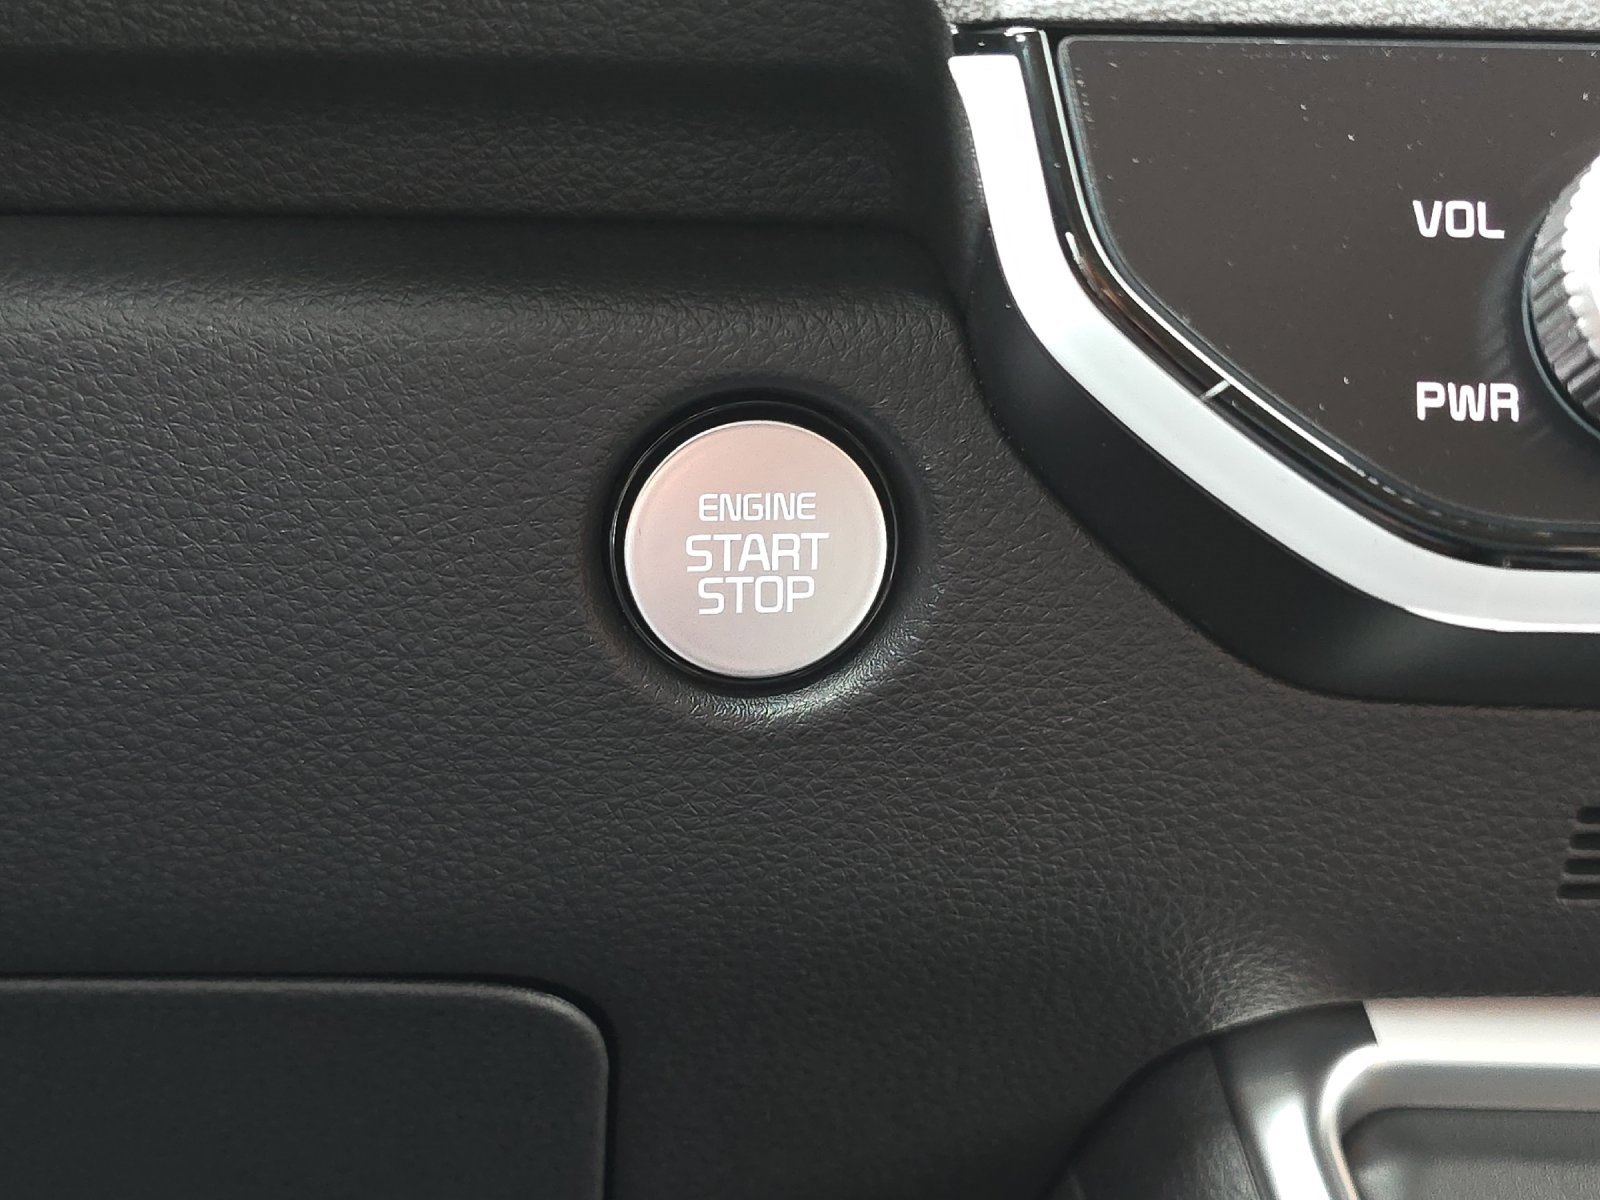 VOL
PWR
ENGINE
START
STOP